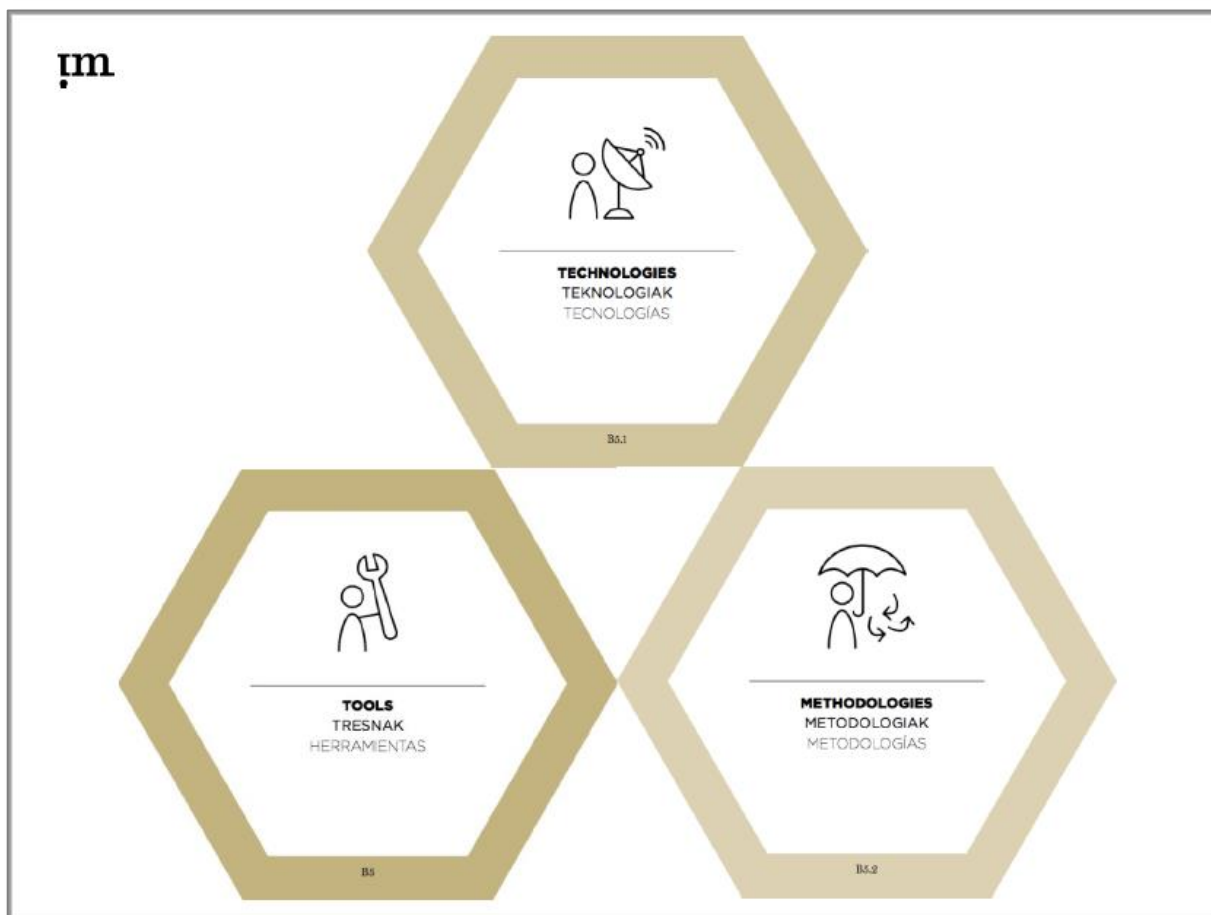 im
TECHNOLOGIES
TEKNOLOGIAK
TECNOLOGÍAS
B5.1
TOOLS
TRESNAK
HERRAMIENTAS
B5
METHODOLOGIES
METODOLOGIAK
METODOLOGÍAS
B5.2